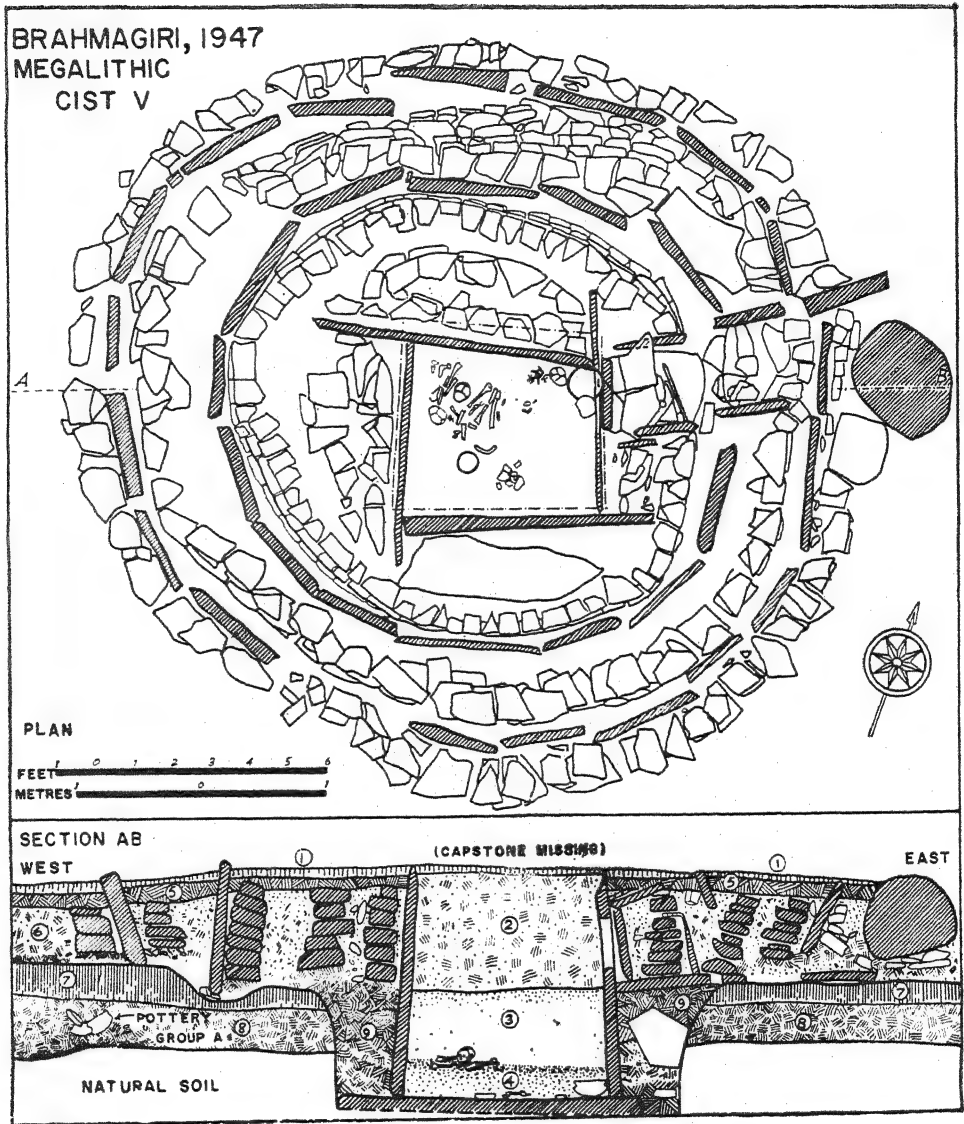 BRAHMAGIRI, 1947
MEGALITHIC
CIST V
A
B
PLAN
1 0 1 2 3 4 5 6
FEET
METRES
1 0 1
SECTION AB
WEST
(CAPSTONE MISSING)
EAST
1 1
5 5
6 2
7 7
3 9
POTTERY
GROUP A
8 9 8
4
NATURAL SOIL